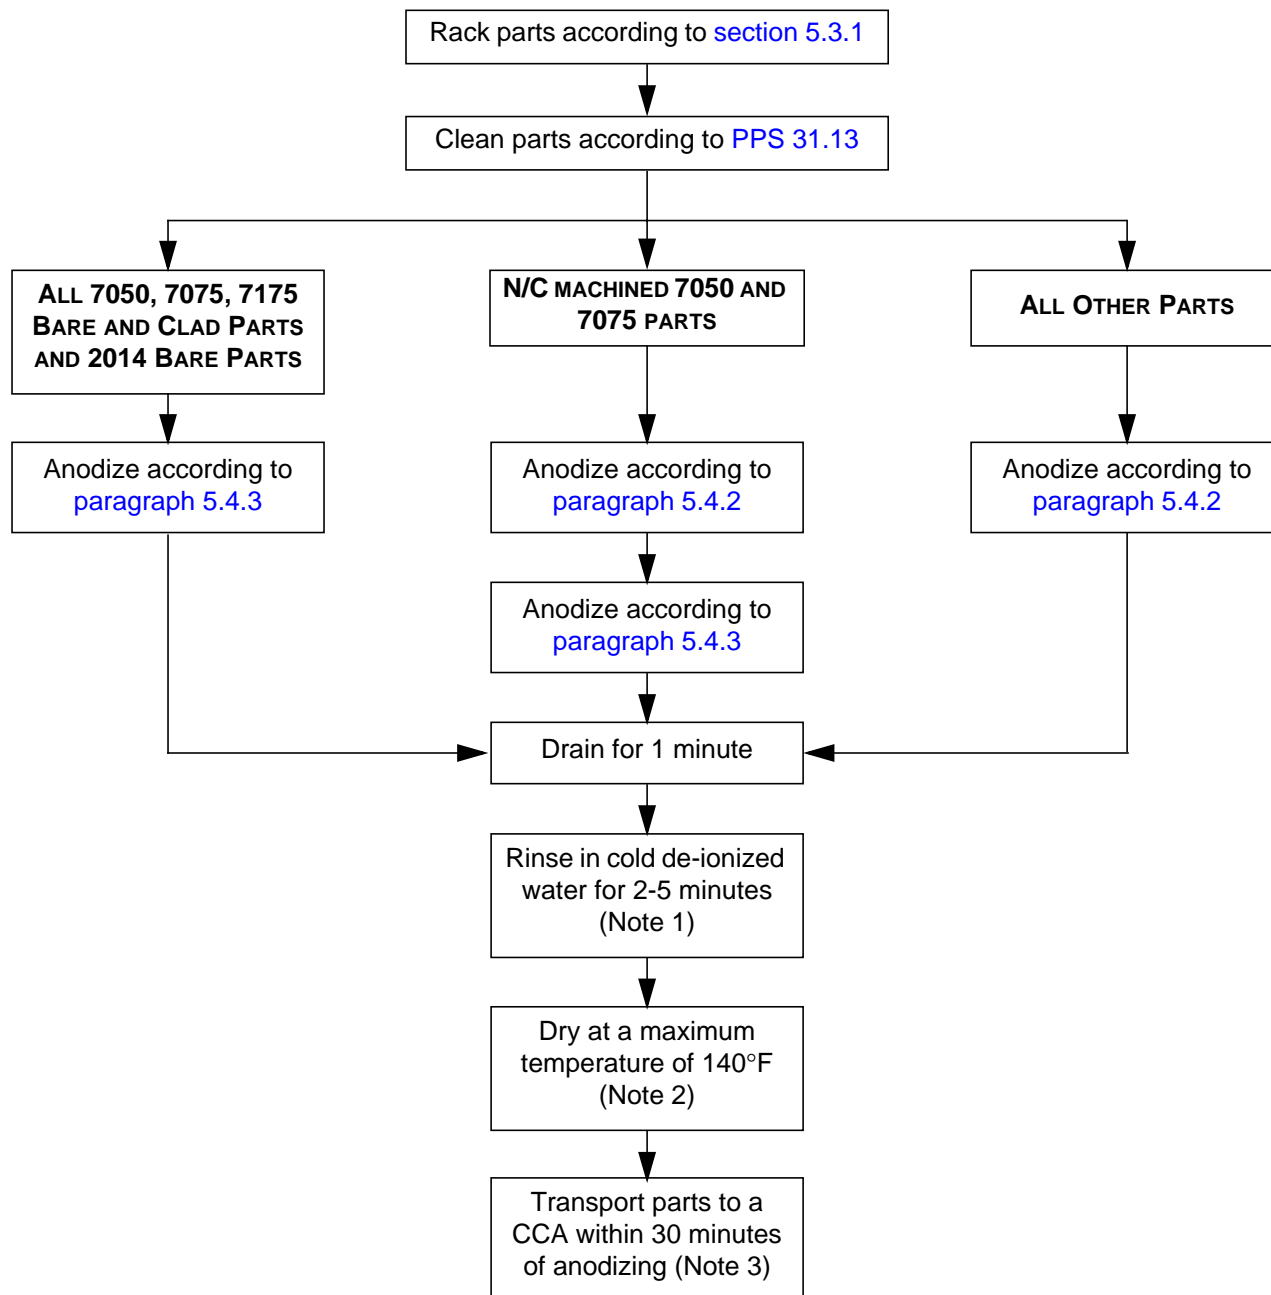 Rack parts according to section 5.3.1
Clean parts according to PPS 31.13
ALL 7050, 7075, 7175
BARE AND CLAD PARTS
AND 2014 BARE PARTS
N/C MACHINED 7050 AND
7075 PARTS
ALL OTHER PARTS
Anodize according to
paragraph 5.4.3
Anodize according to
paragraph 5.4.2
Anodize according to
paragraph 5.4.2
Anodize according to
paragraph 5.4.3
Drain for 1 minute
Rinse in cold de-ionized
water for 2-5 minutes
(Note 1)
Dry at a maximum
temperature of 140°F
(Note 2)
Transport parts to a
CCA within 30 minutes
of anodizing (Note 3)